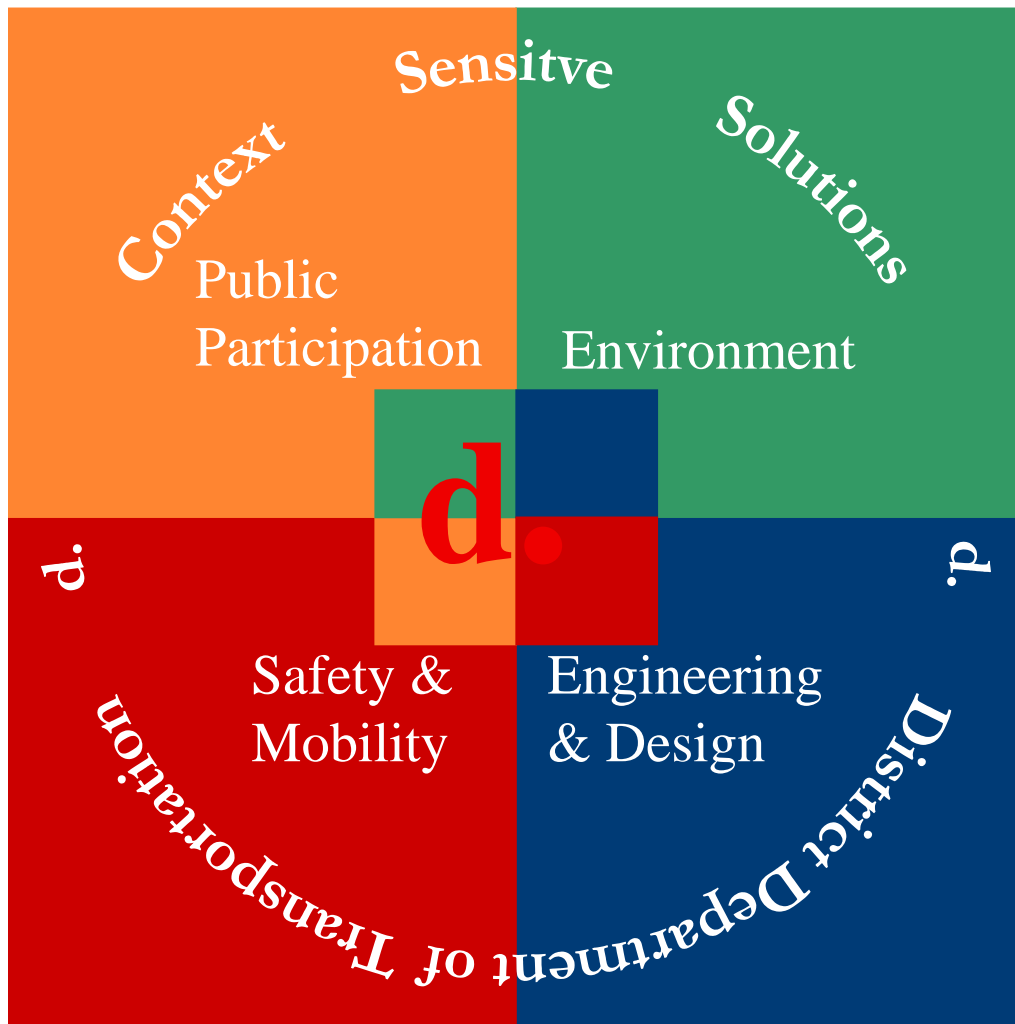 Context Sensitve Solutions
Public
Participation
Environment
d.
d.
d.
Safety &
Mobility
Engineering
& Design
District Department of Transportation